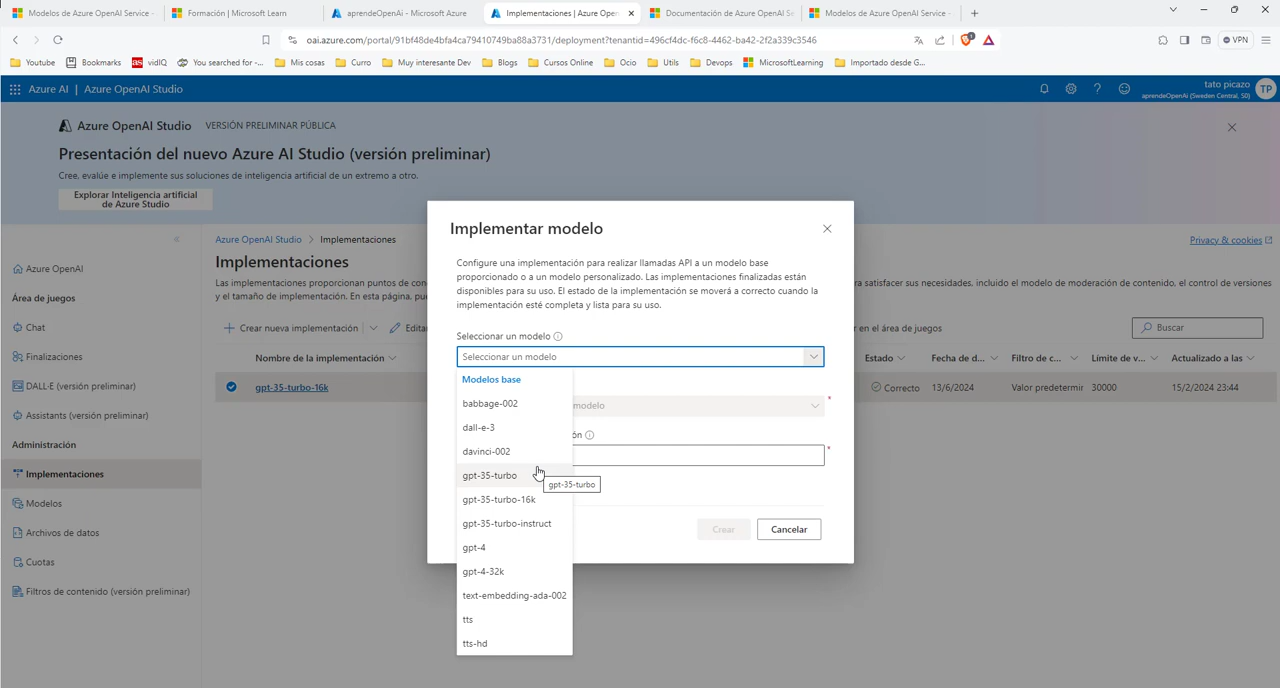 Modelos de Azure OpenAI Service -
Formación | Microsoft Learn
aprendeOpenAi - Microsoft Azure
Implementaciones | Azure Open
Documentación de Azure OpenAI Se
Modelos de Azure OpenAI Service -
oai.azure.com/portal/91bf48de4bfa4ca79410749ba88a3731/deployment?tenantid=496cf4dc-f6c8-4462-ba42-2f2a339c3546
VPN
Youtube
Bookmarks
vidIQ
You searched for -...
Mis cosas
Curro
Muy interesante Dev
Blogs
Cursos Online
Ocio
Utils
Devops
MicrosoftLearning
Importado desde G...
Azure AI | Azure OpenAI Studio
tato picazo
aprendeOpenAi (Sweden Central, S0)
TP
Azure OpenAI Studio VERSIÓN PRELIMINAR PÚBLICA
Presentación del nuevo Azure AI Studio (versión preliminar)
Cree, evalúe e implemente sus soluciones de inteligencia artificial de un extremo a otro.
Explorar Inteligencia artificial
de Azure Studio
Azure OpenAI
Área de juegos
Chat
Finalizaciones
DALL·E (versión preliminar)
Assistants (versión preliminar)
Administración
Implementaciones
Modelos
Archivos de datos
Cuotas
Filtros de contenido (versión preliminar)
Azure OpenAI Studio > Implementaciones
Privacy & cookies
Implementaciones
Las implementaciones proporcionan puntos de con
a satisfacer sus necesidades, incluido el modelo de moderación de contenido, el control de versiones
y el tamaño de implementación. En esta página, pue
Crear nueva implementación
Editar
r en el área de juegos
Buscar
Nombre de la implementación
Estado
Fecha de d...
Filtro de c...
Límite de v...
Actualizado a las
gpt-35-turbo-16k
Correcto
13/6/2024
Valor predetermir
30000
15/2/2024 23:44
Implementar modelo
Configure una implementación para realizar llamadas API a un modelo base
proporcionado o a un modelo personalizado. Las implementaciones finalizadas están
disponibles para su uso. El estado de la implementación se moverá a correcto cuando la
implementación esté completa y lista para su uso.
Seleccionar un modelo
Seleccionar un modelo
modelo
*
ón
*
Modelos base
babbage-002
dall-e-3
davinci-002
gpt-35-turbo
gpt-35-turbo
gpt-35-turbo-16k
gpt-35-turbo-instruct
gpt-4
gpt-4-32k
text-embedding-ada-002
tts
tts-hd
Crear
Cancelar